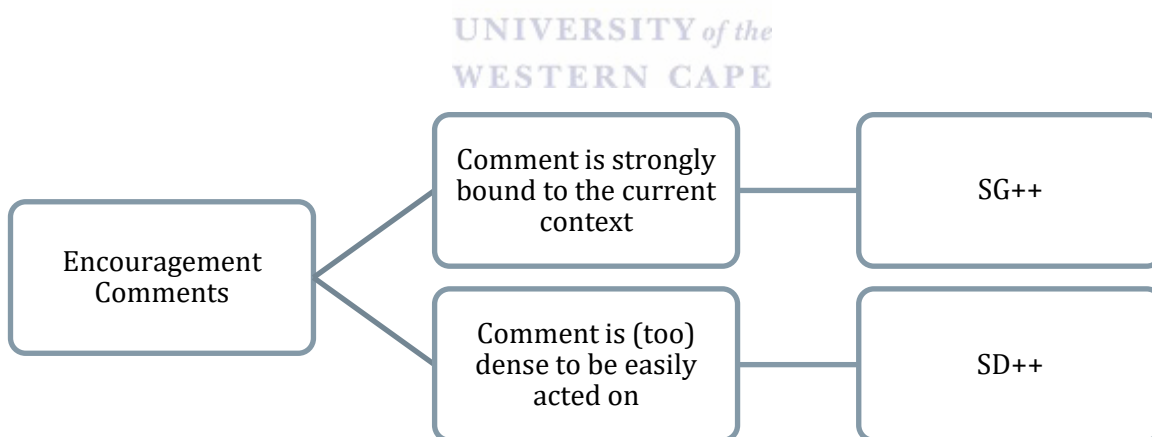 UNIVERSITY of the
WESTERN CAPE
Encouragement
Comments
Comment is strongly
bound to the current
context
SG++
Comment is (too)
dense to be easily
acted on
SD++